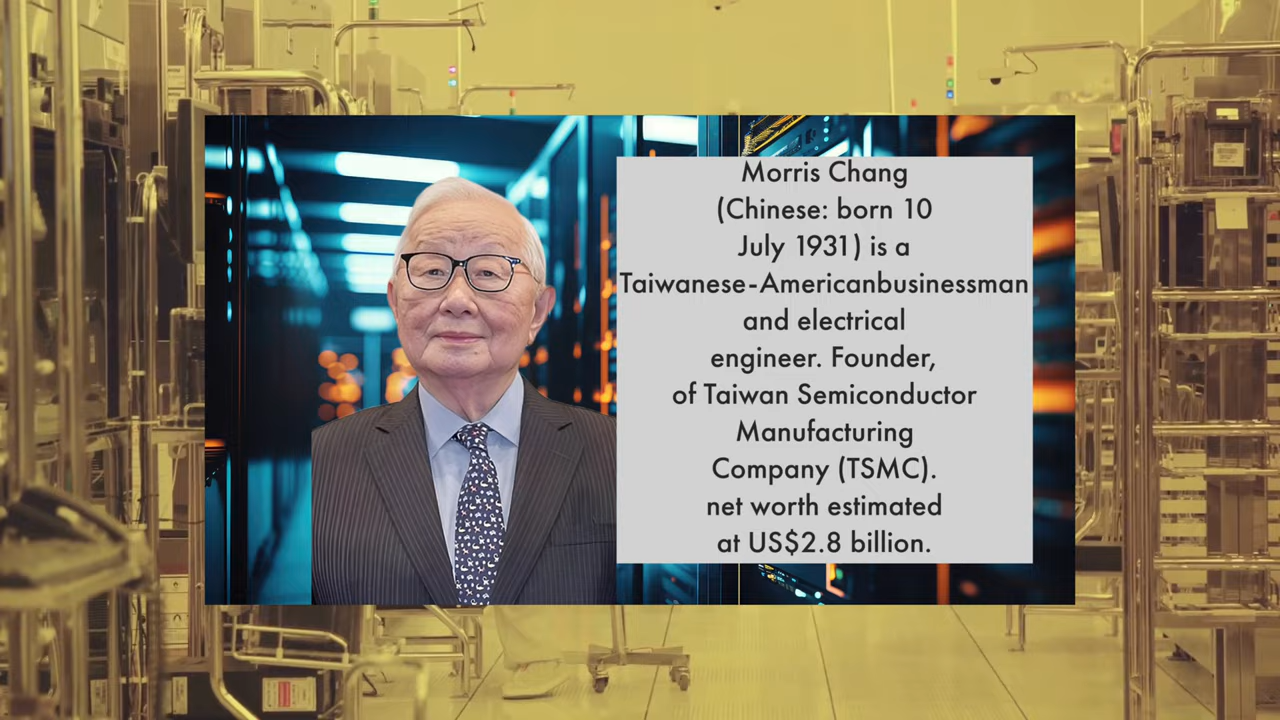 Morris Chang
(Chinese: born 10
July 1931) is a
Taiwanese-Americanbusinessman
and electrical
engineer. Founder,
of Taiwan Semiconductor
Manufacturing
Company (TSMC).
net worth estimated
at US$2.8 billion.